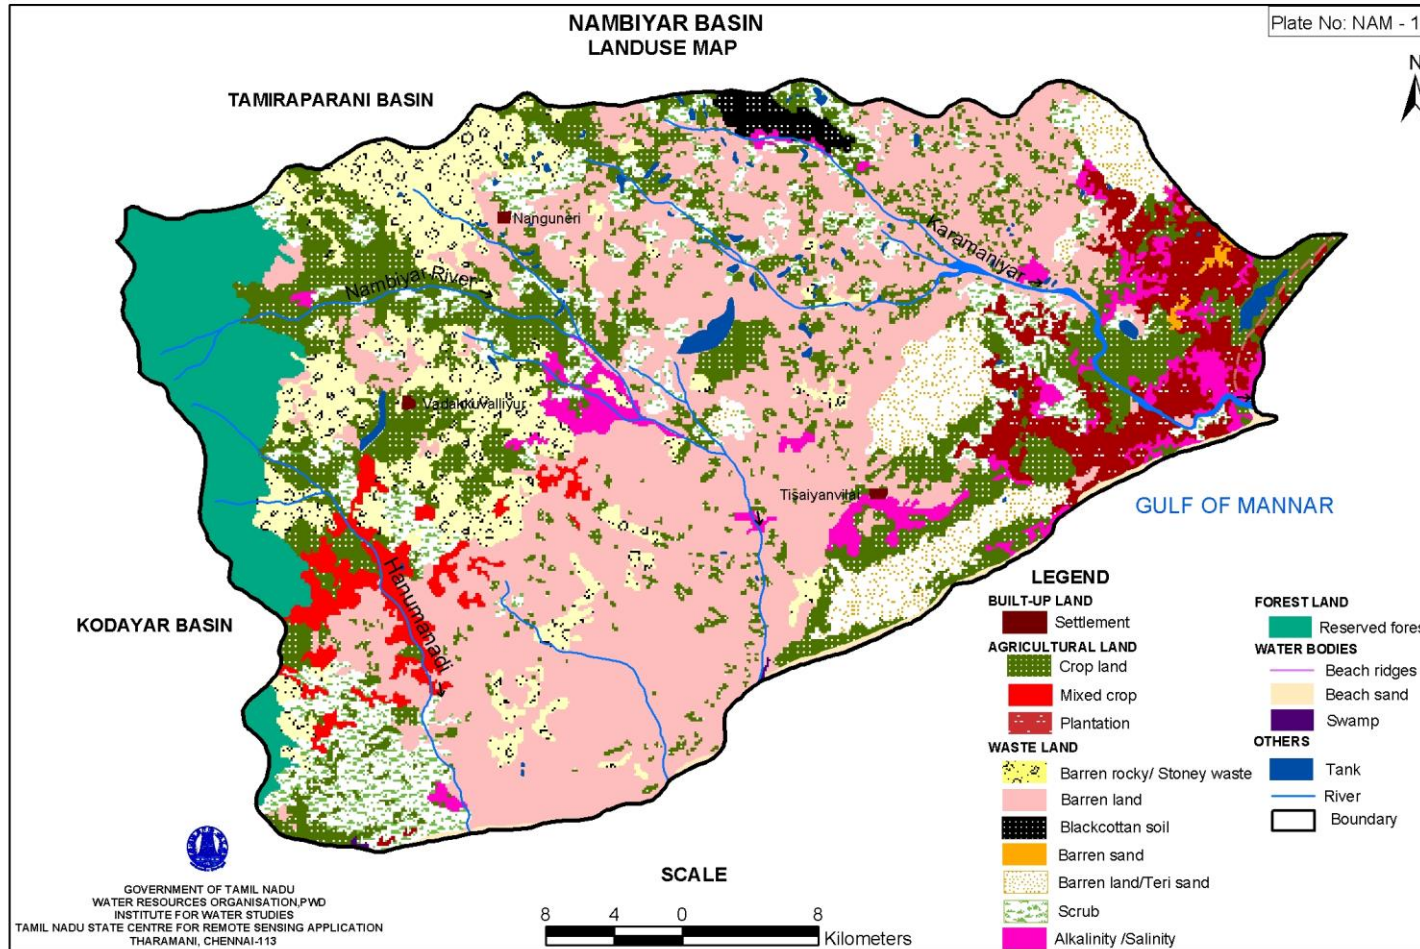 NAMBIYAR BASIN
LANDUSE MAP
Plate No: NAM - 1
N
TAMIRAPARANI BASIN
Nanguneri
Karamaniyar
Nambiyar River
Vadakkuvalliyur
Tisaiyanvilai
GULF OF MANNAR
Hanumanadi
KODAYAR BASIN
LEGEND
BUILT-UP LAND
Settlement
AGRICULTURAL LAND
Crop land
Mixed crop
Plantation
WASTE LAND
Barren rocky/ Stoney waste
Barren land
Blackcottan soil
Barren sand
Barren land/Teri sand
Scrub
Alkalinity /Salinity
FOREST LAND
Reserved fores
WATER BODIES
Beach ridges
Beach sand
Swamp
OTHERS
Tank
River
Boundary
SCALE
8 4 0 8
Kilometers
GOVERNMENT OF TAMIL NADU
WATER RESOURCES ORGANISATION,PWD
INSTITUTE FOR WATER STUDIES
TAMIL NADU STATE CENTRE FOR REMOTE SENSING APPLICATION
THARAMANI, CHENNAI-113